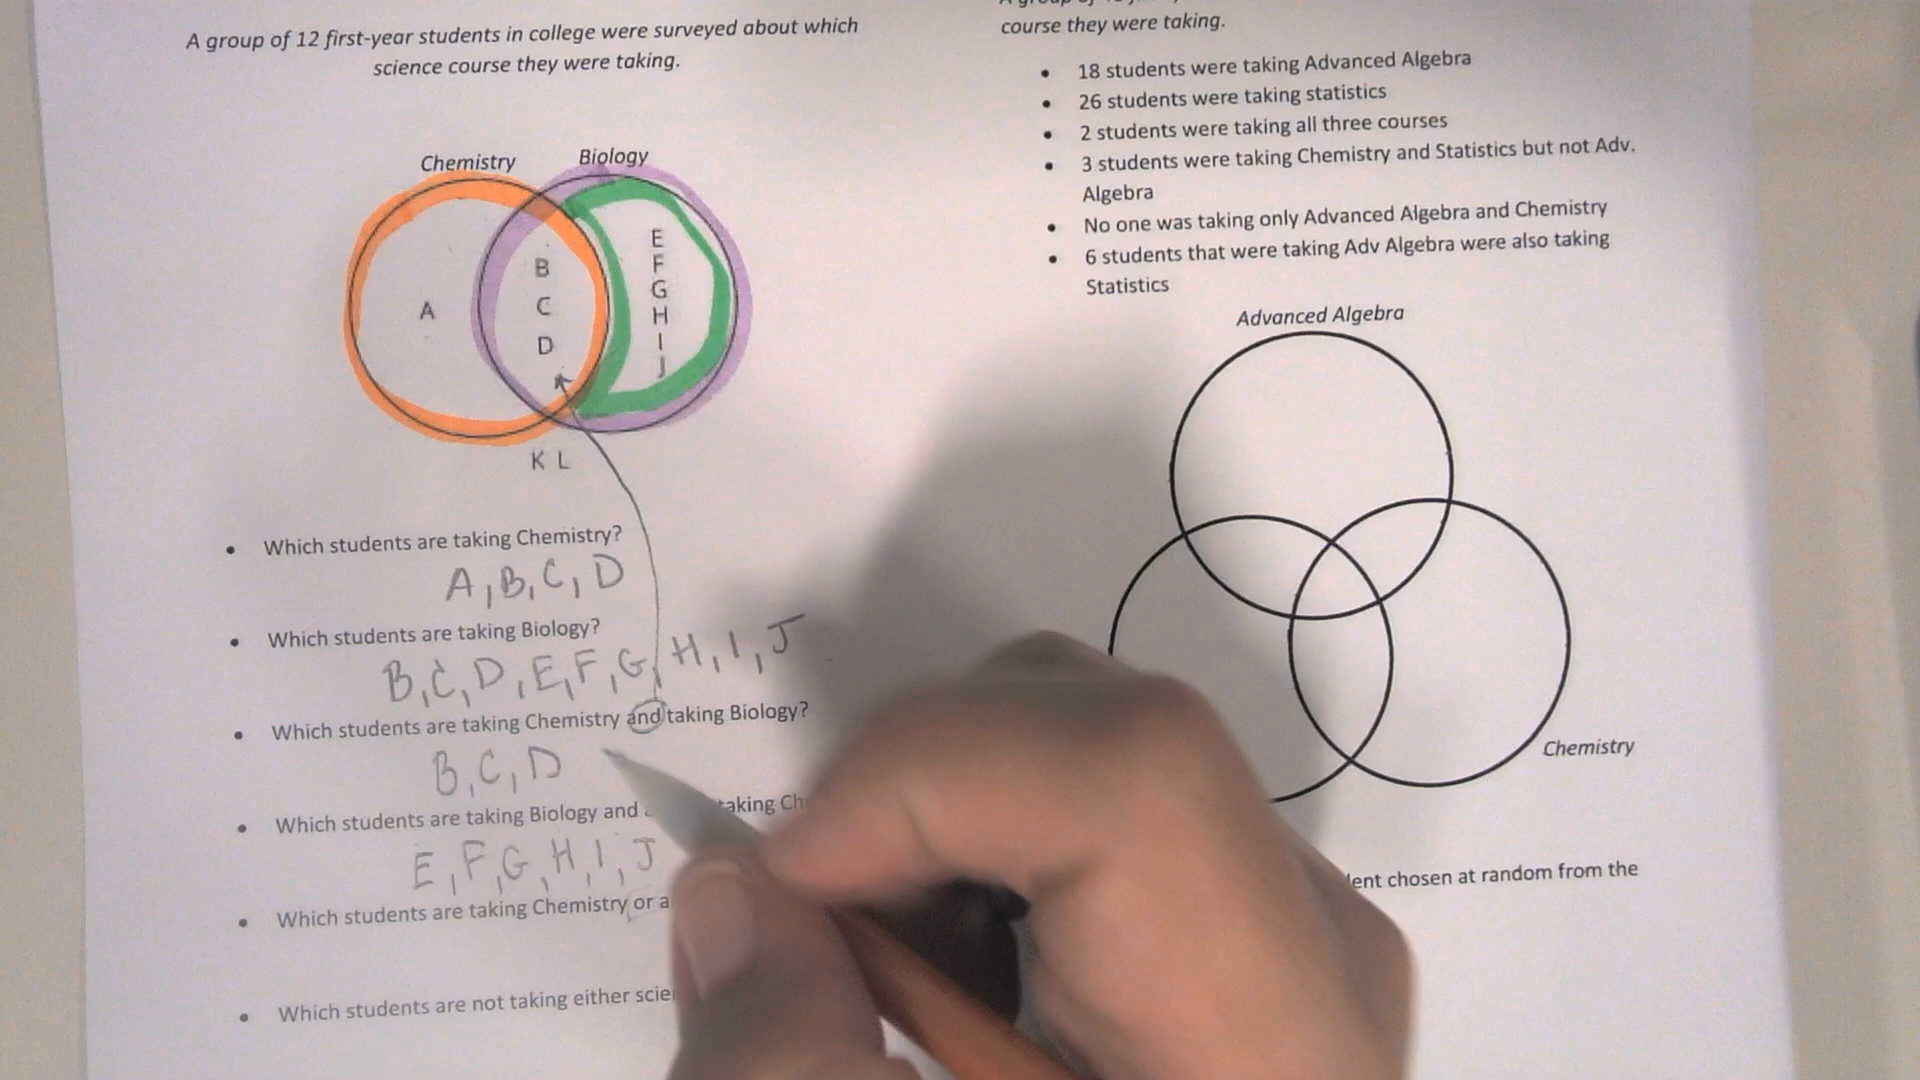 A group of 12 first-year students in college were surveyed about which
science course they were taking.
Chemistry
Biology
A
B
C
D
E
F
G
H
I
J
K L
• Which students are taking Chemistry?
A, B, C, D
• Which students are taking Biology?
B, C, D, E, F, G, H, I, J
• Which students are taking Chemistry and taking Biology?
B, C, D
• Which students are taking Biology and taking
E, F, G, H, I, J
• Which students are taking Chemistry or
• Which students are not taking either
course they were taking.
• 18 students were taking Advanced Algebra
• 26 students were taking statistics
• 2 students were taking all three courses
• 3 students were taking Chemistry and Statistics but not Adv.
Algebra
• No one was taking only Advanced Algebra and Chemistry
• 6 students that were taking Adv Algebra were also taking
Statistics
Advanced Algebra
Chemistry
chosen at random from the